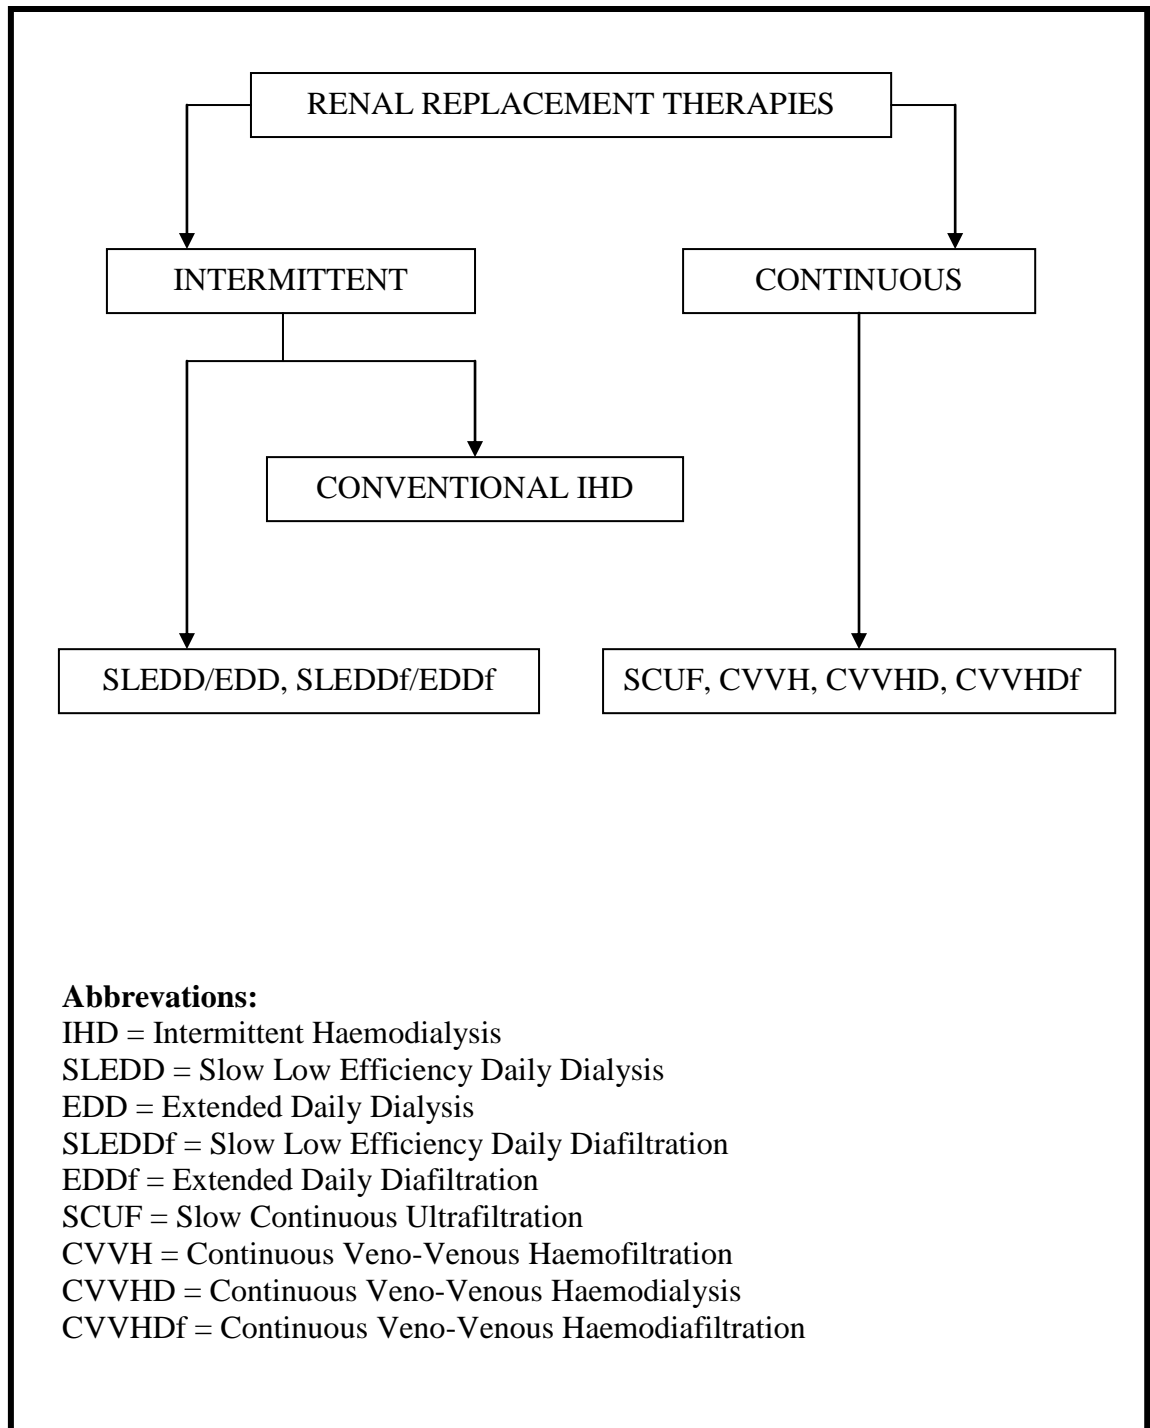 RENAL REPLACEMENT THERAPIES
INTERMITTENT
CONTINUOUS
CONVENTIONAL IHD
SLEDD/EDD, SLEDDf/EDDf
SCUF, CVVH, CVVHD, CVVHDf
Abbrevations:
IHD = Intermittent Haemodialysis
SLEDD = Slow Low Efficiency Daily Dialysis
EDD = Extended Daily Dialysis
SLEDDf = Slow Low Efficiency Daily Diafiltration
EDDf = Extended Daily Diafiltration
SCUF = Slow Continuous Ultrafiltration
CVVH = Continuous Veno-Venous Haemofiltration
CVVHD = Continuous Veno-Venous Haemodialysis
CVVHDf = Continuous Veno-Venous Haemodiafiltration